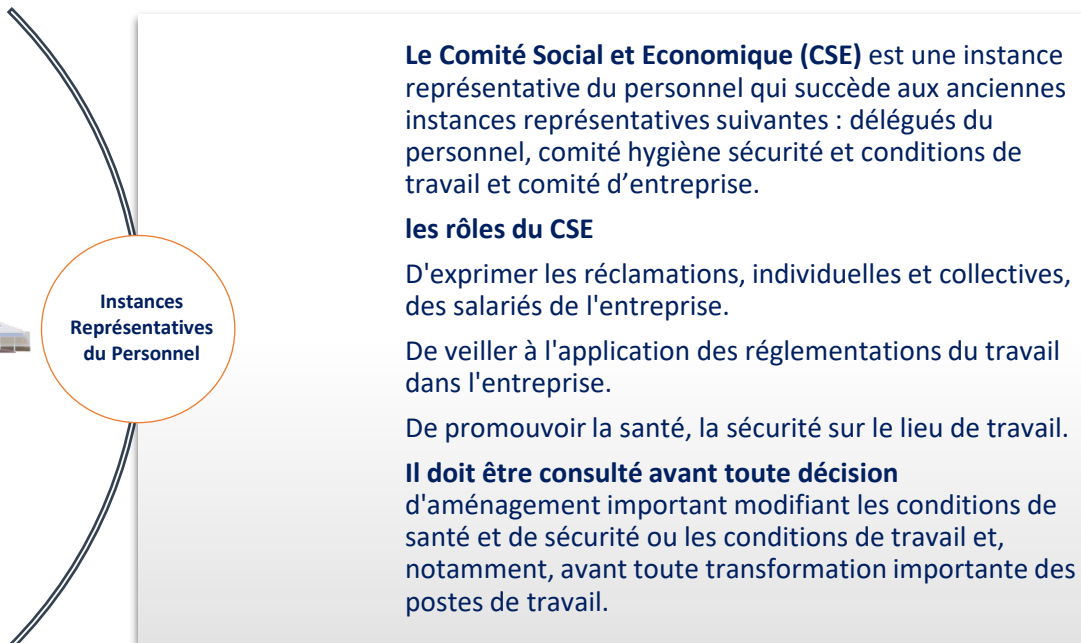 Instances
Représentatives
du Personnel
Le Comité Social et Economique (CSE) est une instance
représentative du personnel qui succède aux anciennes
instances représentatives suivantes : délégués du
personnel, comité hygiène sécurité et conditions de
travail et comité d’entreprise.
les rôles du CSE
D'exprimer les réclamations, individuelles et collectives,
des salariés de l'entreprise.
De veiller à l'application des réglementations du travail
dans l'entreprise.
De promouvoir la santé, la sécurité sur le lieu de travail.
Il doit être consulté avant toute décision
d'aménagement important modifiant les conditions de
santé et de sécurité ou les conditions de travail et,
notamment, avant toute transformation importante des
postes de travail.